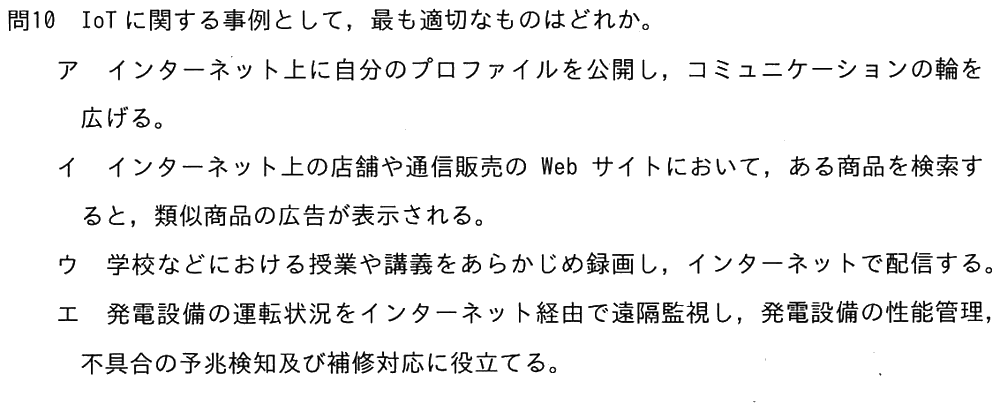 問10 IoTに関する事例として，最も適切なものはどれか。
ア インターネット上に自分のプロファイルを公開し，コミュニケーションの輪を
広げる。
イ インターネット上の店舗や通信販売の Web サイトにおいて，ある商品を検索す
ると，類似商品の広告が表示される。
ウ 学校などにおける授業や講義をあらかじめ録画し，インターネットで配信する。
エ 発電設備の運転状況をインターネット経由で遠隔監視し，発電設備の性能管理，
不具合の予兆検知及び補修対応に役立てる。